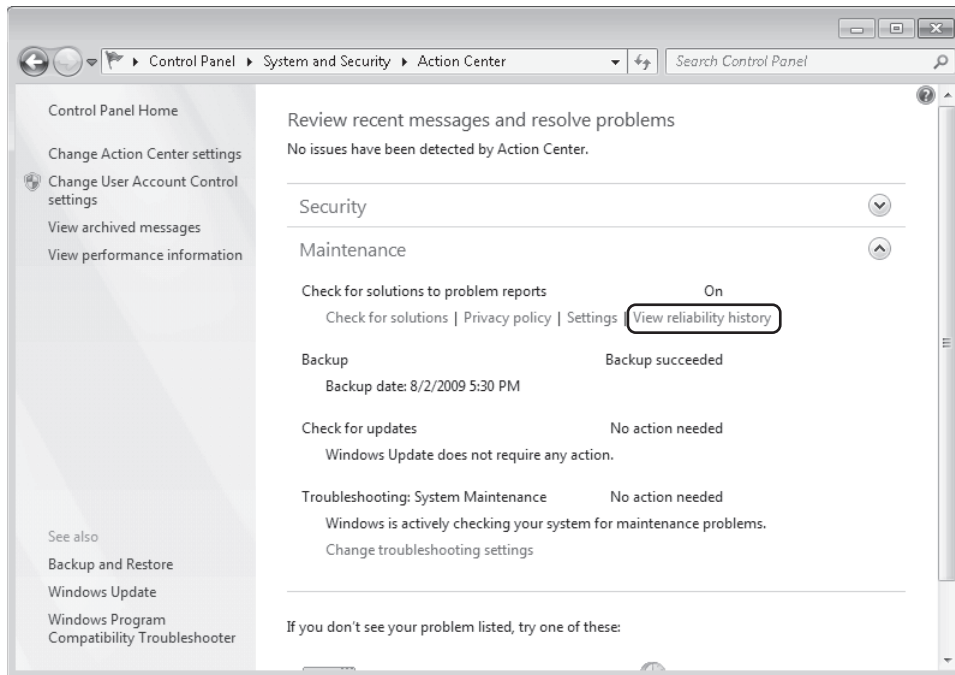 Control Panel ▸ System and Security ▸ Action Center
Search Control Panel
Control Panel Home
Change Action Center settings
Change User Account Control
settings
View archived messages
View performance information
See also
Backup and Restore
Windows Update
Windows Program
Compatibility Troubleshooter
Review recent messages and resolve problems
No issues have been detected by Action Center.
Security
Maintenance
Check for solutions to problem reports On
Check for solutions | Privacy policy | Settings | View reliability history
Backup Backup succeeded
Backup date: 8/2/2009 5:30 PM
Check for updates No action needed
Windows Update does not require any action.
Troubleshooting: System Maintenance No action needed
Windows is actively checking your system for maintenance problems.
Change troubleshooting settings
If you don't see your problem listed, try one of these: